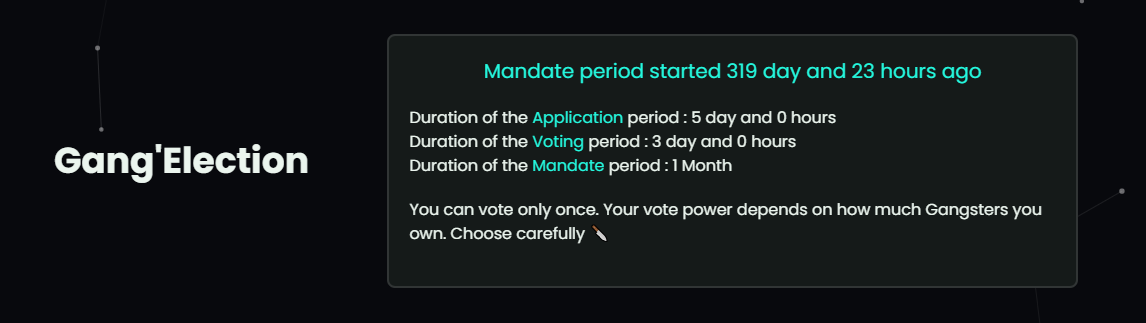 Mandate period started 319 day and 23 hours ago
Duration of the Application period : 5 day and 0 hours
Duration of the Voting period : 3 day and 0 hours
Duration of the Mandate period : 1 Month
Gang'Election
You can vote only once. Your vote power depends on how much Gangsters you
own. Choose carefully 🔪